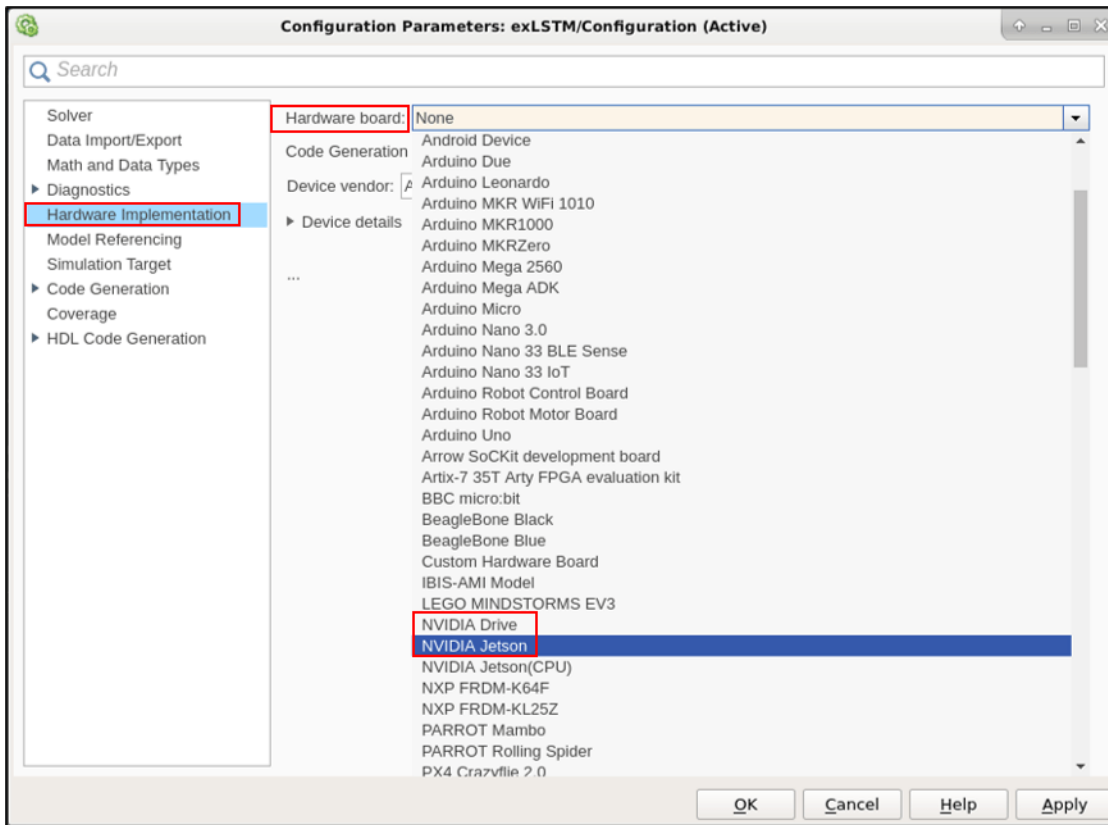 Configuration Parameters: exLSTM/Configuration (Active)
Search
Solver
Data Import/Export
Math and Data Types
Diagnostics
Hardware Implementation
Model Referencing
Simulation Target
Code Generation
Coverage
HDL Code Generation
Hardware board: None
Code Generation
Device vendor: A
Device details
...
Android Device
Arduino Due
Arduino Leonardo
Arduino MKR WiFi 1010
Arduino MKR1000
Arduino MKRZero
Arduino Mega 2560
Arduino Mega ADK
Arduino Micro
Arduino Nano 3.0
Arduino Nano 33 BLE Sense
Arduino Nano 33 IoT
Arduino Robot Control Board
Arduino Robot Motor Board
Arduino Uno
Arrow SoCKit development board
Artix-7 35T Arty FPGA evaluation kit
BBC micro:bit
BeagleBone Black
BeagleBone Blue
Custom Hardware Board
IBIS-AMI Model
LEGO MINDSTORMS EV3
NVIDIA Drive
NVIDIA Jetson
NVIDIA Jetson(CPU)
NXP FRDM-K64F
NXP FRDM-KL25Z
PARROT Mambo
PARROT Rolling Spider
PX4 Crazyflie 2.0
OK Cancel Help Apply